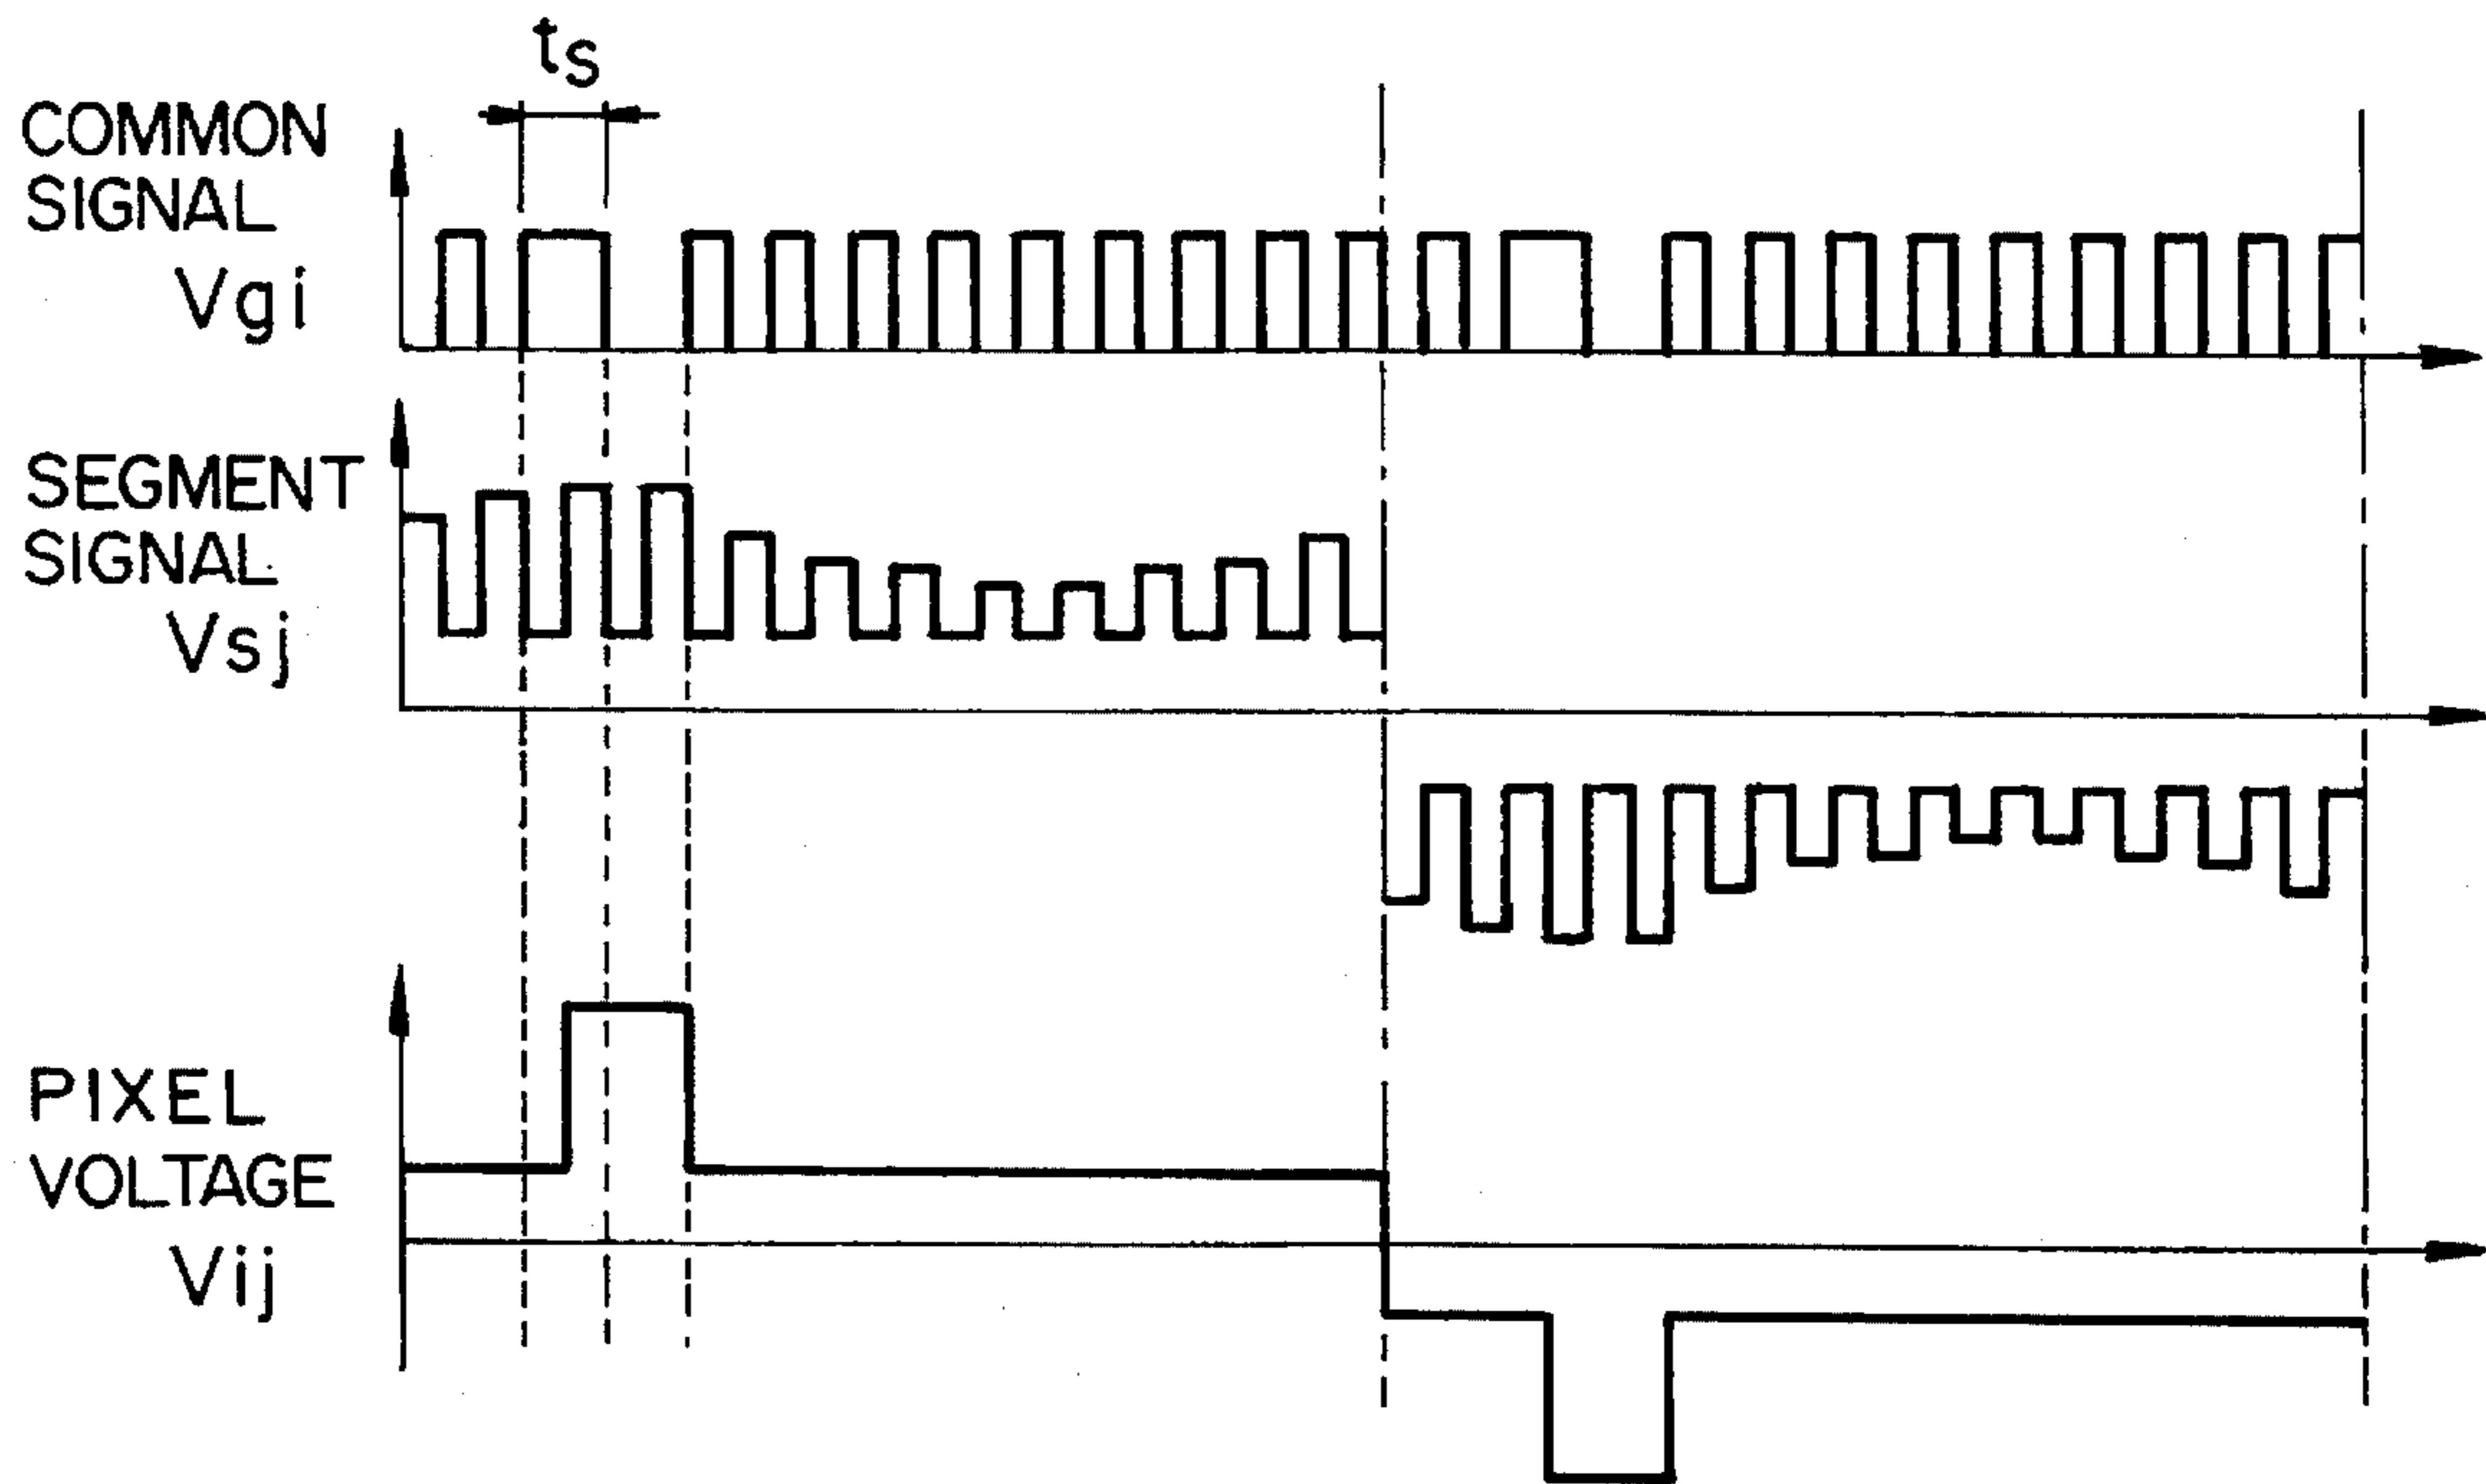 ts
COMMON
SIGNAL
Vgi
SEGMENT
SIGNAL
Vsj
PIXEL
VOLTAGE
Vij